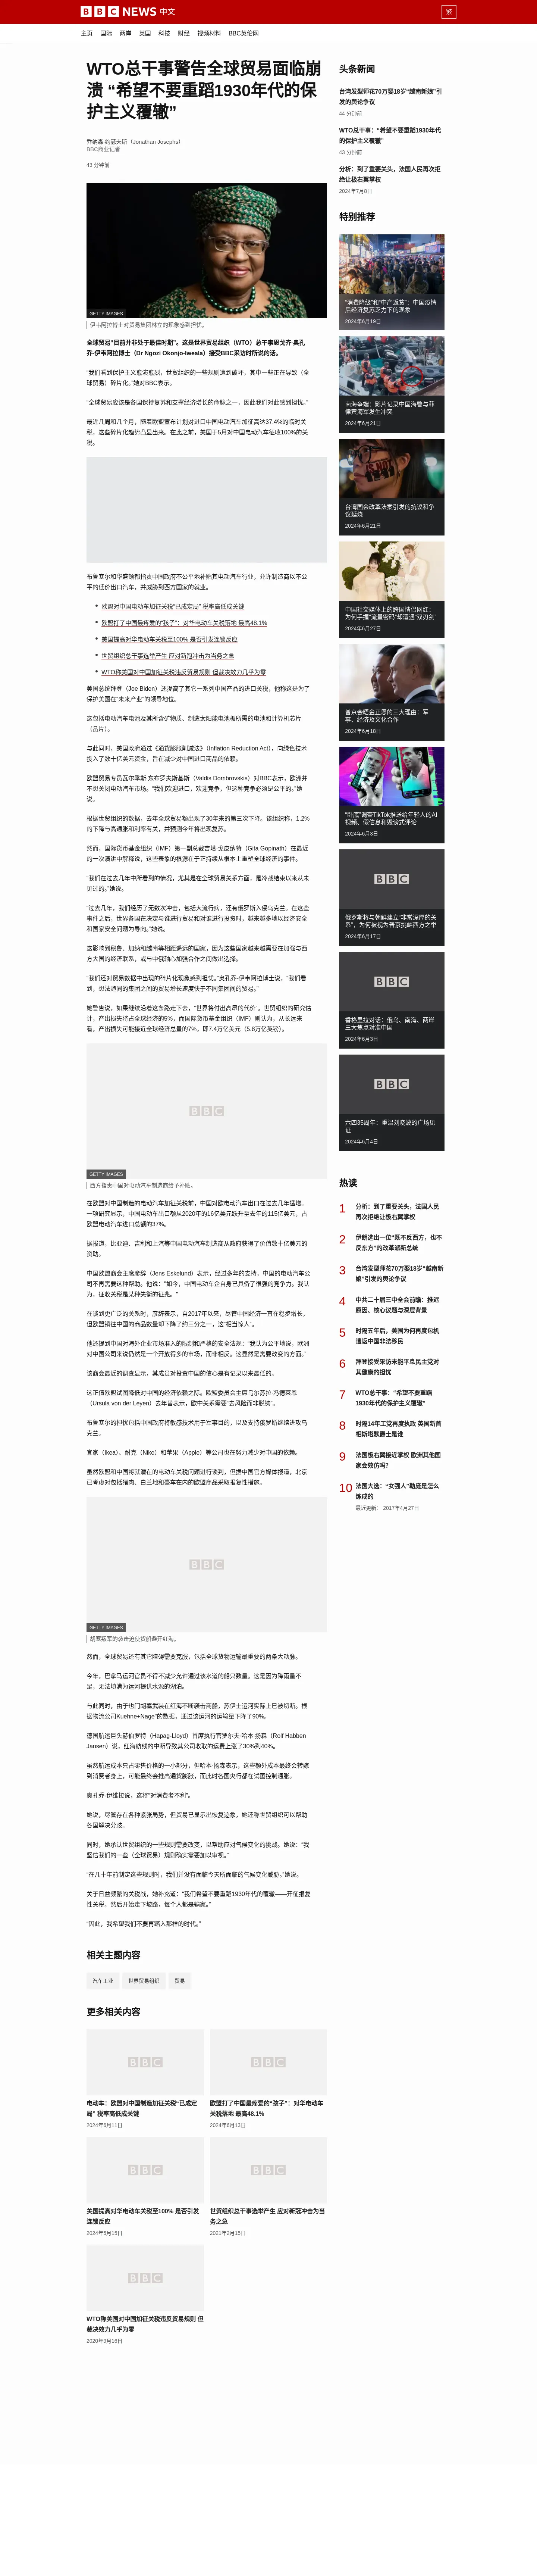 BBC NEWS 中文
繁
主页 国际 两岸 英国 科技 财经 视频材料 BBC英伦网
WTO总干事警告全球贸易面临崩
溃 “希望不要重蹈1930年代的保
护主义覆辙”
乔纳森·约瑟夫斯（Jonathan Josephs）
BBC商业记者
43 分钟前
GETTY IMAGES
伊韦阿拉博士对贸易集团林立的现象感到担忧。
全球贸易“目前并非处于最佳时期”。这是世界贸易组织（WTO）总干事恩戈齐·奥孔
乔-伊韦阿拉博士（Dr Ngozi Okonjo-Iweala）接受BBC采访时所说的话。
“我们看到保护主义愈演愈烈，世贸组织的一些规则遭到破坏，其中一些正在导致（全
球贸易）碎片化。”她对BBC表示。
“全球贸易应该是各国保持复苏和支撑经济增长的命脉之一，因此我们对此感到担忧。”
最近几周和几个月，随着欧盟宣布计划对进口中国电动汽车加征高达37.4%的临时关
税，这些碎片化趋势凸显出来。在此之前，美国于5月对中国电动汽车征收100%的关
税。
布鲁塞尔和华盛顿都指责中国政府不公平地补贴其电动汽车行业，允许制造商以不公
平的低价出口汽车，并威胁到西方国家的就业。
欧盟对中国电动车加征关税“已成定局” 税率高低成关键
欧盟打了中国最疼爱的“孩子”：对华电动车关税落地 最高48.1%
美国提高对华电动车关税至100% 是否引发连锁反应
世贸组织总干事选举产生 应对新冠冲击为当务之急
WTO称美国对中国加征关税违反贸易规则 但裁决效力几乎为零
美国总统拜登（Joe Biden）还提高了其它一系列中国产品的进口关税，他称这是为了
保护美国在“未来产业”的领导地位。
这包括电动汽车电池及其所含矿物质、制造太阳能电池板所需的电池和计算机芯片
（晶片）。
与此同时，美国政府通过《通货膨胀削减法》（Inflation Reduction Act），向绿色技术
投入了数十亿美元资金，旨在减少对中国进口商品的依赖。
欧盟贸易专员瓦尔季斯·东布罗夫斯基斯（Valdis Dombrovskis）对BBC表示，欧洲并
不想关闭电动汽车市场。“我们欢迎进口，欢迎竞争，但这种竞争必须是公平的。”她
说。
根据世贸组织的数据，去年全球贸易额出现了30年来的第三次下降。该组织称，1.2%
的下降与高通胀和利率有关，并预测今年将出现复苏。
然而，国际货币基金组织（IMF）第一副总裁吉塔·戈皮纳特（Gita Gopinath）在最近
的一次演讲中解释说，这些表象的根源在于正持续从根本上重塑全球经济的事件。
“我们在过去几年中所看到的情况，尤其是在全球贸易关系方面，是冷战结束以来从未
见过的。”她说。
“过去几年，我们经历了无数次冲击，包括大流行病，还有俄罗斯入侵乌克兰。在这些
事件之后，世界各国在决定与谁进行贸易和对谁进行投资时，越来越多地以经济安全
和国家安全问题为导向。”她说。
这影响到秘鲁、加纳和越南等相距遥远的国家，因为这些国家越来越需要在加强与西
方大国的经济联系，或与中俄轴心加强合作之间做出选择。
“我们还对贸易数据中出现的碎片化现象感到担忧。”奥孔乔-伊韦阿拉博士说，“我们看
到，想法趋同的集团之间的贸易增长速度快于不同集团间的贸易。”
她警告说，如果继续沿着这条路走下去，“世界将付出高昂的代价”。世贸组织的研究估
计，产出损失将占全球经济的5%，而国际货币基金组织（IMF）则认为，从长远来
看，产出损失可能接近全球经济总量的7%，即7.4万亿美元（5.8万亿英镑）。
BBC
GETTY IMAGES
西方指责中国对电动汽车制造商给予补贴。
在欧盟对中国制造的电动汽车加征关税前，中国对欧电动汽车出口在过去几年猛增。
一项研究显示，中国电动车出口额从2020年的16亿美元跃升至去年的115亿美元，占
欧盟电动汽车进口总额的37%。
据报道，比亚迪、吉利和上汽等中国电动汽车制造商从政府获得了价值数十亿美元的
资助。
中国欧盟商会主席彦辞（Jens Eskelund）表示，经过多年的支持，中国的电动汽车公
司不再需要这种帮助。他说：“如今，中国电动车企自身已具备了很强的竞争力。我认
为，征收关税是某种失衡的征兆。”
在谈到更广泛的关系时，彦辞表示，自2017年以来，尽管中国经济一直在稳步增长，
但欧盟销往中国的商品数量却下降了约三分之一，这“相当惊人”。
他还提到中国对海外企业市场准入的限制和严格的安全法规：“我认为公平地说，欧洲
对中国公司来说仍然是一个开放得多的市场，而非相反。这显然是需要改变的方面。”
该商会最近的调查显示，其成员对投资中国的信心是有记录以来最低的。
这正值欧盟试图降低对中国的经济依赖之际。欧盟委员会主席乌尔苏拉·冯德莱恩
（Ursula von der Leyen）去年曾表示，欧中关系需要“去风险而非脱钩”。
布鲁塞尔的担忧包括中国政府将敏感技术用于军事目的，以及支持俄罗斯继续进攻乌
克兰。
宜家（Ikea）、耐克（Nike）和苹果（Apple）等公司也在努力减少对中国的依赖。
虽然欧盟和中国将就潜在的电动车关税问题进行谈判，但据中国官方媒体报道，北京
已考虑对包括猪肉、白兰地和豪车在内的欧盟商品采取报复性措施。
BBC
GETTY IMAGES
胡塞叛军的袭击迫使货船避开红海。
然而，全球贸易还有其它障碍需要克服，包括全球货物运输最重要的两条大动脉。
今年，巴拿马运河官员不得不减少允许通过该水道的船只数量。这是因为降雨量不
足，无法填满为运河提供水源的湖泊。
与此同时，由于也门胡塞武装在红海不断袭击商船，苏伊士运河实际上已被切断。根
据物流公司Kuehne+Nage”的数据，通过该运河的运输量下降了90%。
德国航运巨头赫伯罗特（Hapag-Lloyd）首席执行官罗尔夫·哈本·扬森（Rolf Habben
Jansen）说，红海航线的中断导致其公司收取的运费上涨了30%到40%。
虽然航运成本只占零售价格的一小部分，但哈本·扬森表示，这些额外成本最终会转嫁
到消费者身上，可能最终会推高通货膨胀，而此时各国央行都在试图控制通胀。
奥孔乔-伊维拉说，这将“对消费者不利”。
她说，尽管存在各种紧张局势，但贸易已显示出恢复迹象，她还称世贸组织可以帮助
各国解决分歧。
同时，她承认世贸组织的一些规则需要改变，以帮助应对气候变化的挑战。她说：“我
坚信我们的一些（全球贸易）规则确实需要加以审视。”
“在几十年前制定这些规则时，我们并没有面临今天所面临的气候变化威胁。”她说。
关于日益频繁的关税战，她补充道：“我们希望不要重蹈1930年代的覆辙——开征报复
性关税，然后开始走下坡路，每个人都是输家。”
“因此，我希望我们不要再踏入那样的时代。”
相关主题内容
汽车工业 世界贸易组织 贸易
更多相关内容
BBC BBC
电动车：欧盟对中国制造加征关税“已成定
局” 税率高低成关键
2024年6月11日
欧盟打了中国最疼爱的“孩子”：对华电动车
关税落地 最高48.1%
2024年6月13日
BBC BBC
美国提高对华电动车关税至100% 是否引发
连锁反应
2024年5月15日
世贸组织总干事选举产生 应对新冠冲击为当
务之急
2021年2月15日
BBC
WTO称美国对中国加征关税违反贸易规则 但
裁决效力几乎为零
2020年9月16日
头条新闻
台湾发型师花70万娶18岁“越南新娘”引
发的舆论争议
44 分钟前
WTO总干事：“希望不要重蹈1930年代
的保护主义覆辙”
43 分钟前
分析：到了重要关头，法国人民再次拒
绝让极右翼掌权
2024年7月8日
特别推荐
“消费降级”和“中产返贫”：中国疫情
后经济复苏乏力下的现象
2024年6月19日
南海争端：影片记录中国海警与菲
律宾海军发生冲突
2024年6月21日
台湾国会改革法案引发的抗议和争
议延烧
2024年6月21日
中国社交媒体上的跨国情侣网红：
为何手握“流量密码”却遭遇“双刃剑”
2024年6月27日
普京会晤金正恩的三大理由：军
事、经济及文化合作
2024年6月18日
“卧底”调查TikTok推送给年轻人的AI
视频、假信息和毁谤式评论
2024年6月3日
BBC
俄罗斯将与朝鲜建立“非常深厚的关
系”，为何被视为普京挑衅西方之举
2024年6月17日
BBC
香格里拉对话：俄乌、南海、两岸
三大焦点对准中国
2024年6月3日
BBC
六四35周年：重温刘晓波的广场见
证
2024年6月4日
热读
1 分析：到了重要关头，法国人民
再次拒绝让极右翼掌权
2 伊朗选出一位“既不反西方，也不
反东方”的改革派新总统
3 台湾发型师花70万娶18岁“越南新
娘”引发的舆论争议
4 中共二十届三中全会前瞻：推迟
原因、核心议题与深层背景
5 时隔五年后，美国为何再度包机
遣返中国非法移民
6 拜登接受采访未能平息民主党对
其健康的担忧
7 WTO总干事：“希望不要重蹈
1930年代的保护主义覆辙”
8 时隔14年工党再度执政 英国新首
相斯塔默爵士是谁
9 法国极右翼接近掌权 欧洲其他国
家会效仿吗？
10 法国大选：“女强人”勒庞是怎么
炼成的
最近更新： 2017年4月27日